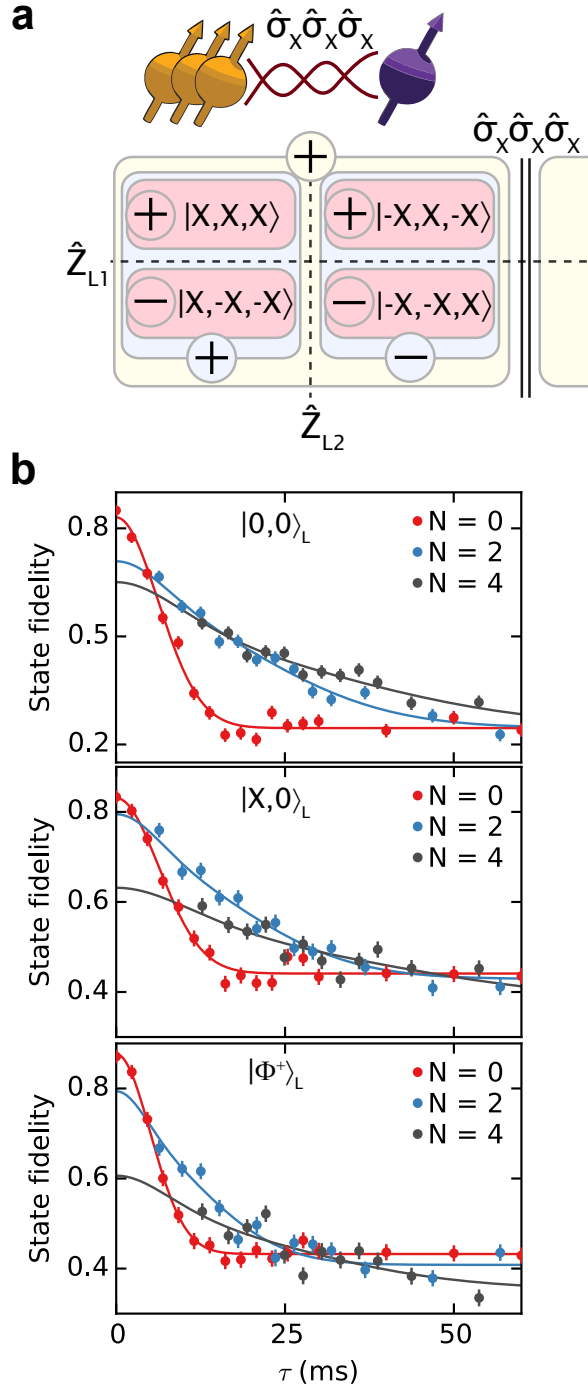 a
σ̂xσ̂xσ̂x
σ̂xσ̂xσ̂x
+
+ |X,X,X⟩ + |-X,X,-X⟩
ẐL1
− |X,-X,-X⟩ − |-X,-X,X⟩
+ −
ẐL2
b
|0,0⟩L
N = 0
N = 2
N = 4
0.8
0.5
0.2
State fidelity
|X,0⟩L
N = 0
N = 2
N = 4
0.8
0.6
0.4
State fidelity
|Φ⁺⟩L
N = 0
N = 2
N = 4
0.8
0.6
0.4
State fidelity
0 25 50
τ (ms)